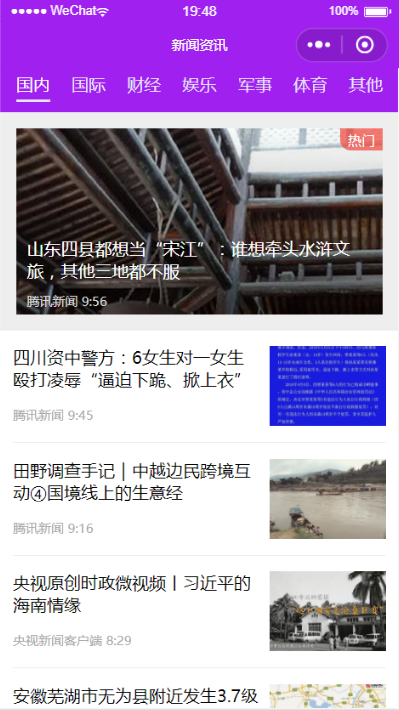 WeChat 19:48 100%
新闻资讯
国内 国际 财经 娱乐 军事 体育 其他
热门
山东四县都想当“宋江”：谁想牵头水浒文
旅，其他三地都不服
腾讯新闻 9:56
四川资中警方：6女生对一女生
殴打凌辱“逼迫下跪、掀上衣”
腾讯新闻 9:45
田野调查手记｜中越边民跨境互
动④国境线上的生意经
腾讯新闻 9:16
央视原创时政微视频丨习近平的
海南情缘
央视新闻客户端 8:29
安徽芜湖市无为县附近发生3.7级